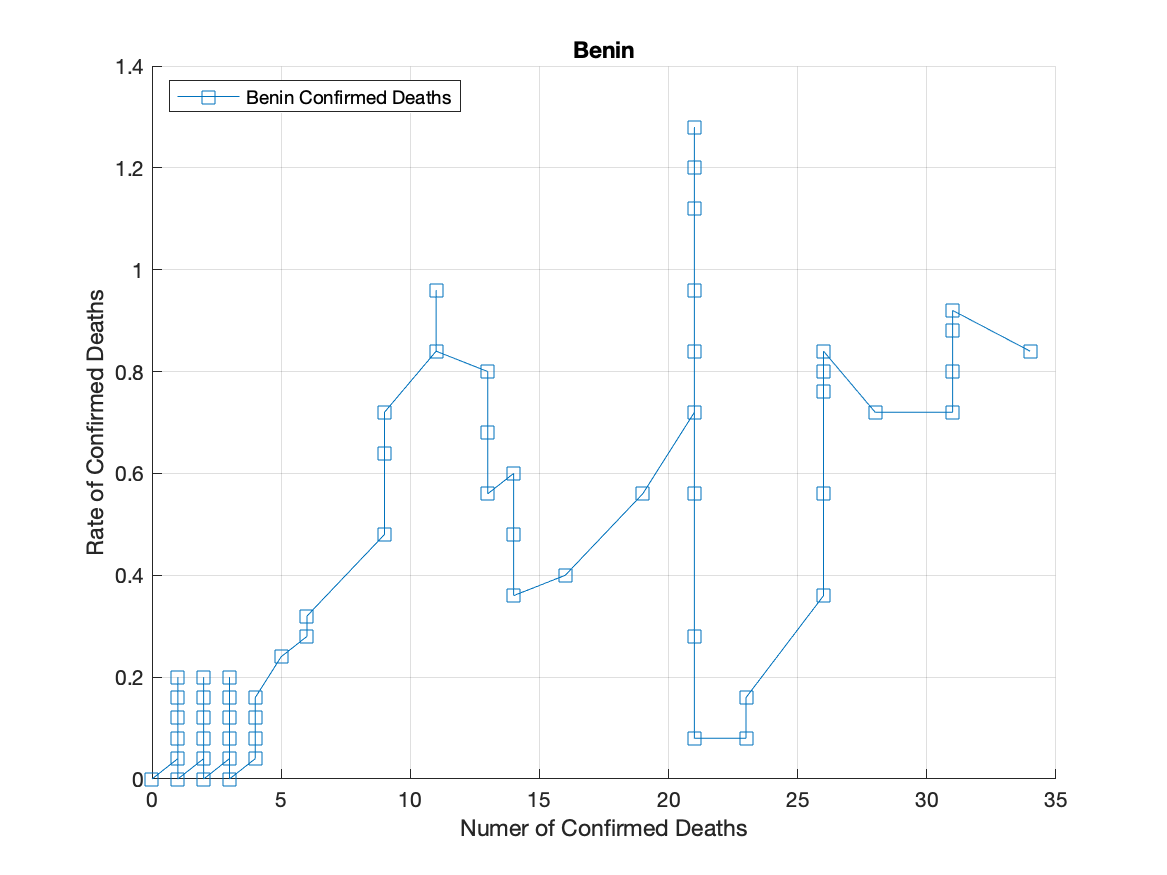 Benin
Benin Confirmed Deaths
1.4
1.2
1
0.8
0.6
0.4
0.2
0
Rate of Confirmed Deaths
0 5 10 15 20 25 30 35
Numer of Confirmed Deaths